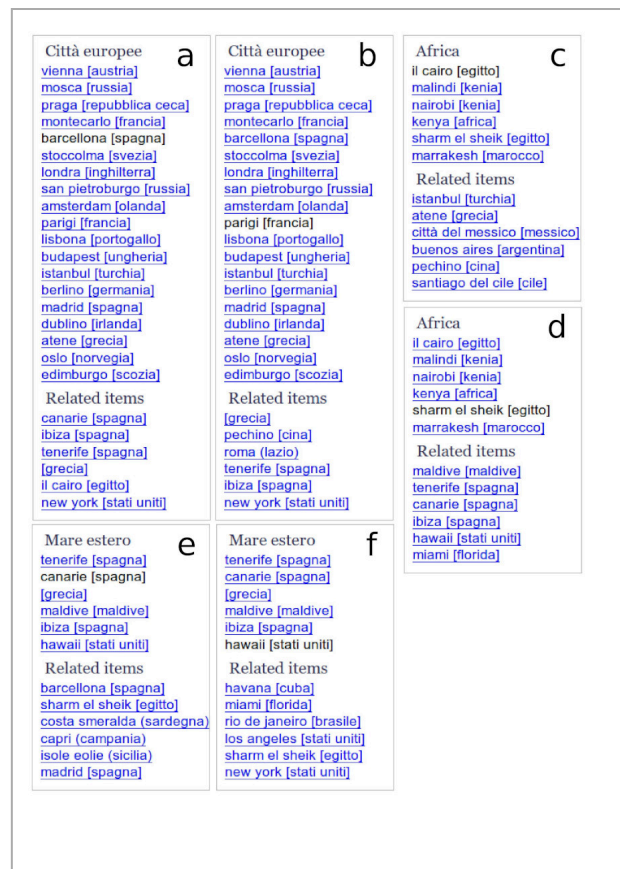 Città europee a
vienna [austria]
mosca [russia]
praga [repubblica ceca]
montecarlo [francia]
barcellona [spagna]
stoccolma [svezia]
londra [inghilterra]
san pietroburgo [russia]
amsterdam [olanda]
parigi [francia]
lisbona [portogallo]
budapest [ungheria]
istanbul [turchia]
berlino [germania]
madrid [spagna]
dublino [irlanda]
atene [grecia]
oslo [norvegia]
edimburgo [scozia]
Related items
canarie [spagna]
ibiza [spagna]
tenerife [spagna]
[grecia]
il cairo [egitto]
new york [stati uniti]
Città europee b
vienna [austria]
mosca [russia]
praga [repubblica ceca]
montecarlo [francia]
barcellona [spagna]
stoccolma [svezia]
londra [inghilterra]
san pietroburgo [russia]
amsterdam [olanda]
parigi [francia]
lisbona [portogallo]
budapest [ungheria]
istanbul [turchia]
berlino [germania]
madrid [spagna]
dublino [irlanda]
atene [grecia]
oslo [norvegia]
edimburgo [scozia]
Related items
[grecia]
pechino [cina]
roma (lazio)
tenerife [spagna]
ibiza [spagna]
new york [stati uniti]
Africa c
il cairo [egitto]
malindi [kenia]
nairobi [kenia]
kenya [africa]
sharm el sheik [egitto]
marrakesh [marocco]
Related items
istanbul [turchia]
atene [grecia]
città del messico [messico]
buenos aires [argentina]
pechino [cina]
santiago del cile [cile]
Africa d
il cairo [egitto]
malindi [kenia]
nairobi [kenia]
kenya [africa]
sharm el sheik [egitto]
marrakesh [marocco]
Related items
maldive [maldive]
tenerife [spagna]
canarie [spagna]
ibiza [spagna]
hawaii [stati uniti]
miami [florida]
Mare estero e
tenerife [spagna]
canarie [spagna]
[grecia]
maldive [maldive]
ibiza [spagna]
hawaii [stati uniti]
Related items
barcellona [spagna]
sharm el sheik [egitto]
costa smeralda (sardegna)
capri (campania)
isole eolie (sicilia)
madrid [spagna]
Mare estero f
tenerife [spagna]
canarie [spagna]
[grecia]
maldive [maldive]
ibiza [spagna]
hawaii [stati uniti]
Related items
havana [cuba]
miami [florida]
rio de janeiro [brasile]
los angeles [stati uniti]
sharm el sheik [egitto]
new york [stati uniti]